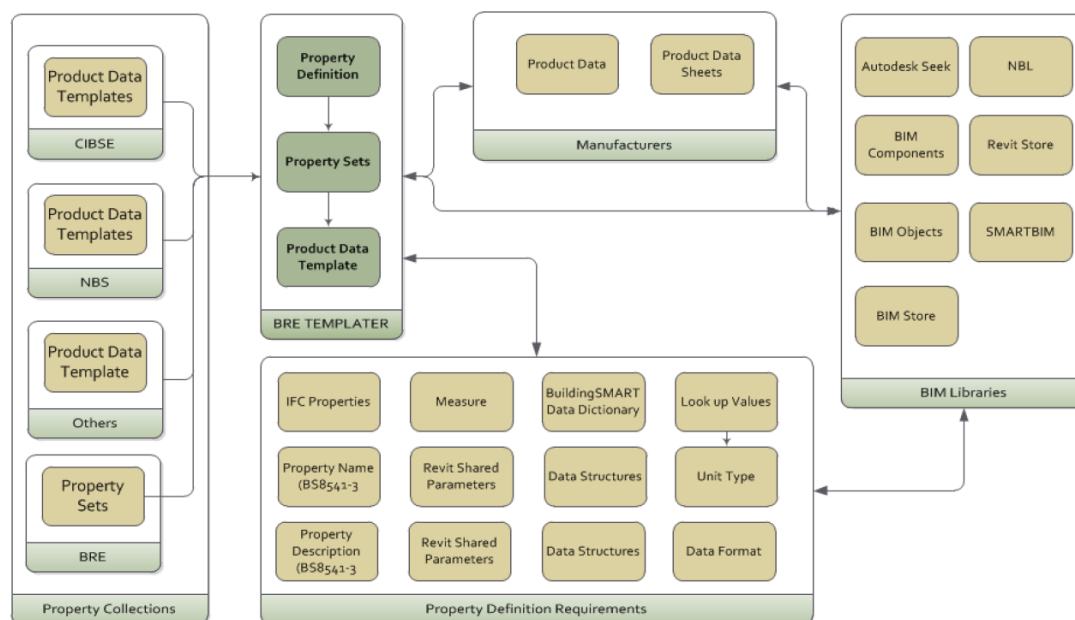 Product Data
Templates
CIBSE
Product Data
Templates
NBS
Product Data
Template
Others
Property
Sets
BRE
Property Collections
Property
Definition
Property Sets
Product Data
Template
BRE TEMPLATER
Product Data
Product Data
Sheets
Manufacturers
Autodesk Seek
NBL
BIM
Components
Revit Store
BIM Objects
SMARTBIM
BIM Store
BIM Libraries
IFC Properties
Measure
BuildingSMART
Data Dictionary
Look up Values
Property Name
(BS8541-3
Revit Shared
Parameters
Data Structures
Unit Type
Property
Description
(BS8541-3
Revit Shared
Parameters
Data Structures
Data Format
Property Definition Requirements